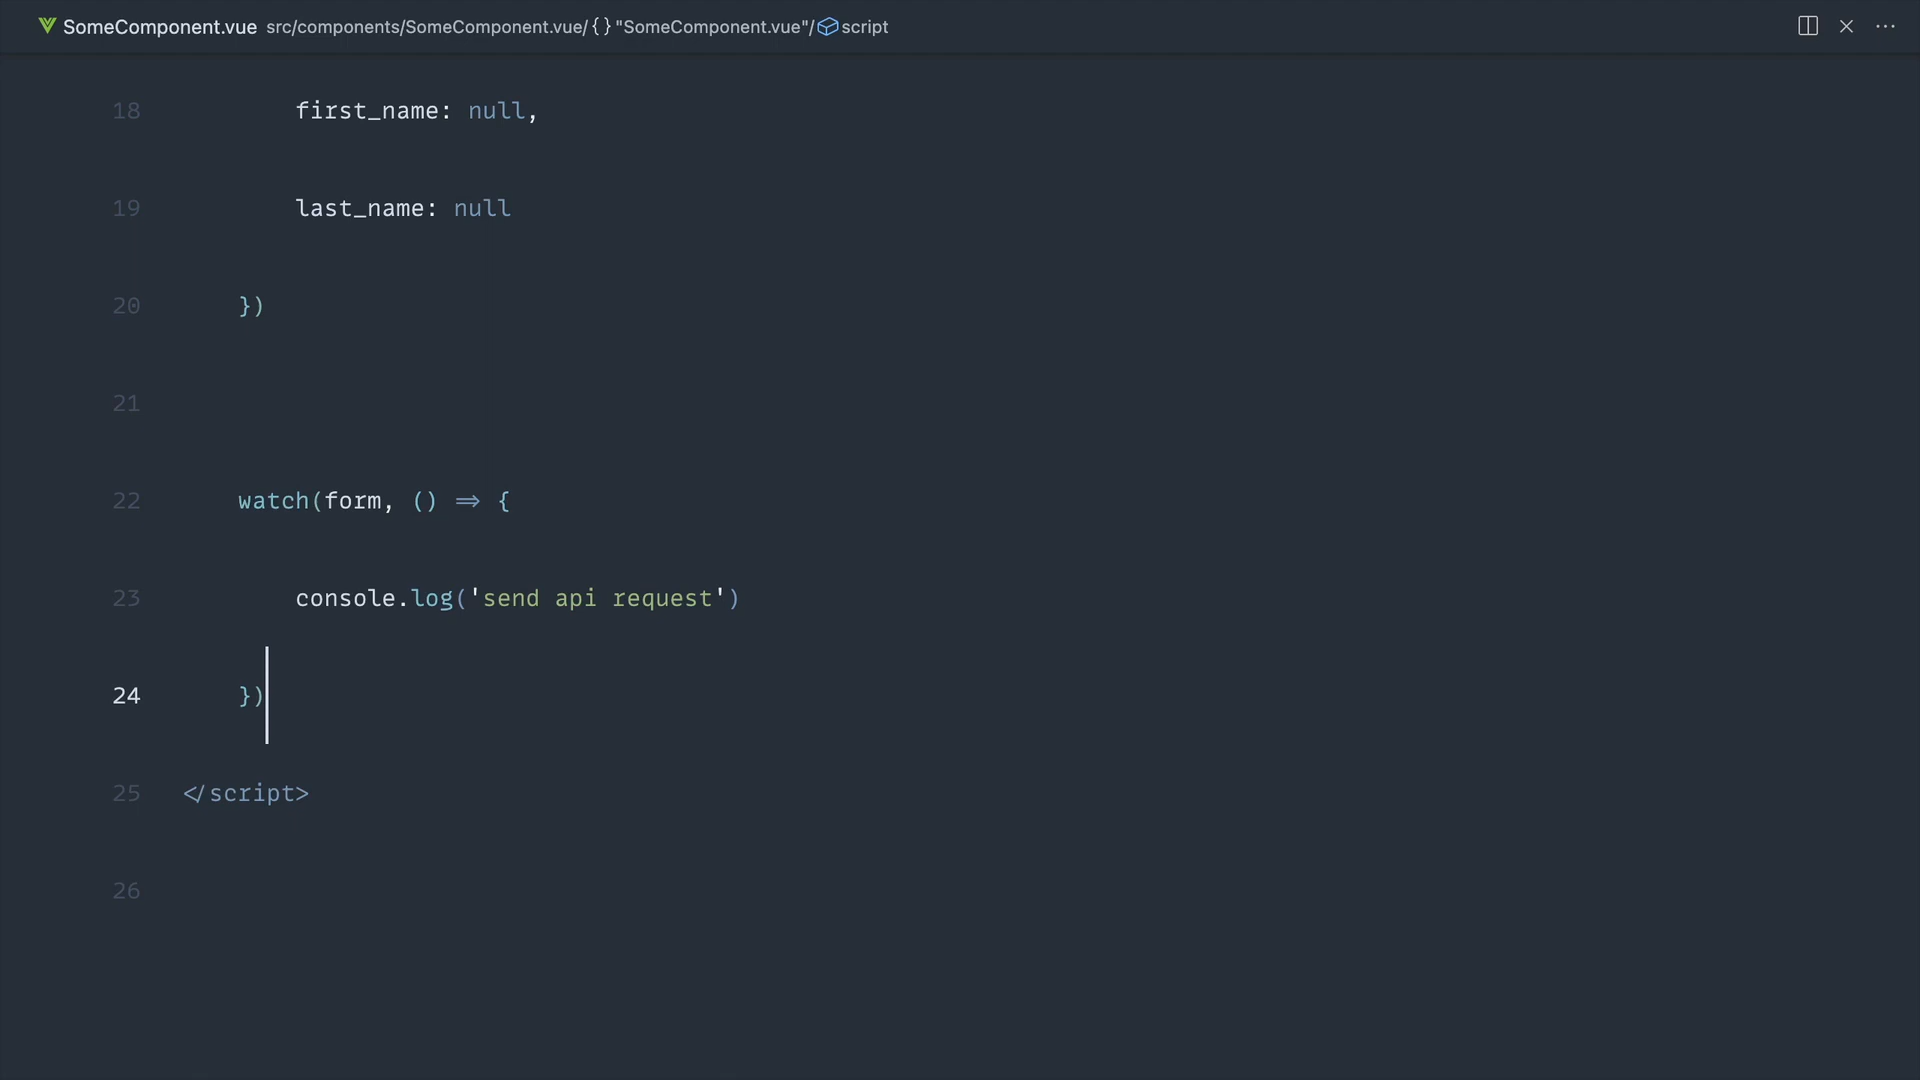 SomeComponent.vue src/components/SomeComponent.vue/{}"SomeComponent.vue"/script
18 first_name: null,
19 last_name: null
20 })
21
22 watch(form, () => {
23 console.log('send api request')
24 })
25 </script>
26